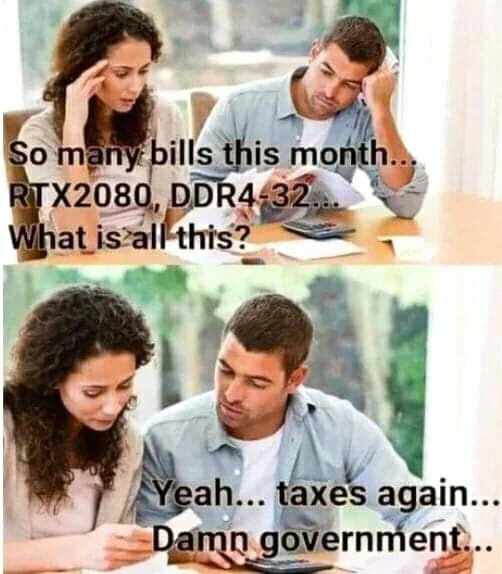 So many bills this month...
RTX2080, DDR4-32...
What is all this?
Yeah... taxes again...
Damn government...